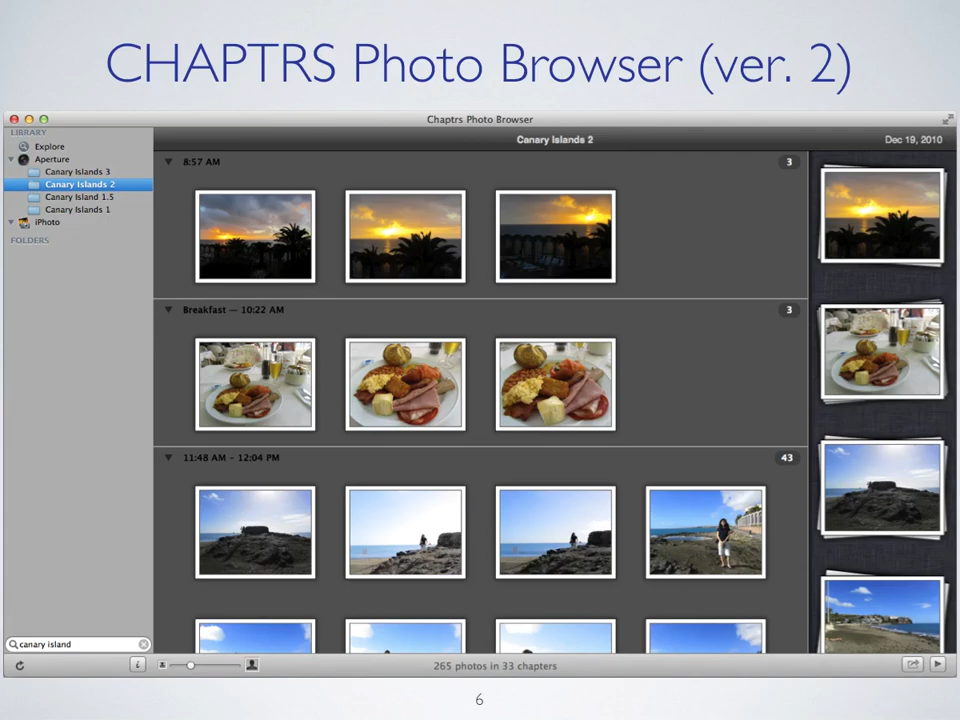 CHAPTRS Photo Browser (ver. 2)
Chaptrs Photo Browser
LIBRARY
Explore
Aperture
Canary Islands 3
Canary Islands 2
Canary Island 1.5
Canary Islands 1
iPhoto
FOLDERS
Canary Islands 2
Dec 19, 2010
8:57 AM
3
Breakfast — 10:22 AM
3
11:48 AM – 12:04 PM
43
canary island
i
265 photos in 33 chapters
6